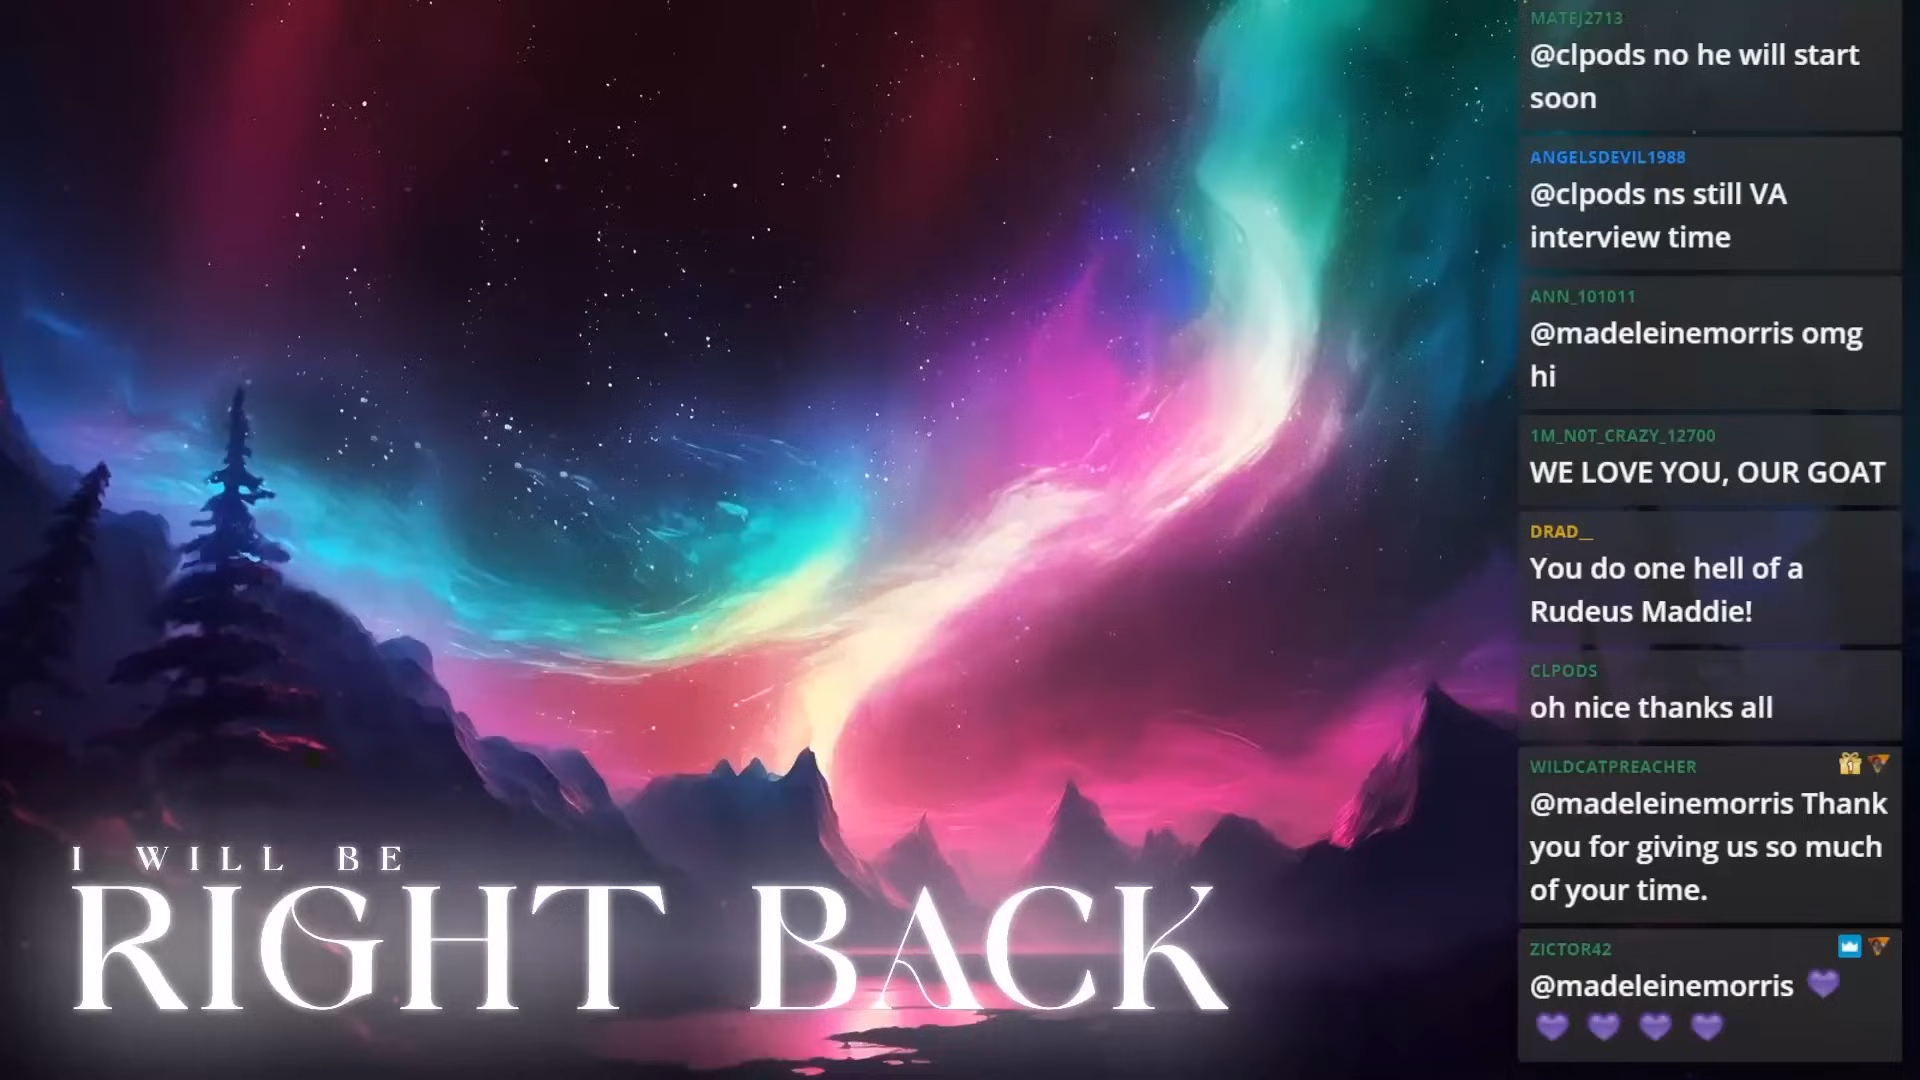 I WILL BE
RIGHT BACK
MATEJ2713
@clpods no he will start
soon
ANGELSDEVIL1988
@clpods ns still VA
interview time
ANN_101011
@madeleinemorris omg
hi
1M_N0T_CRAZY_12700
WE LOVE YOU, OUR GOAT
DRAD__
You do one hell of a
Rudeus Maddie!
CLPODS
oh nice thanks all
WILDCATPREACHER
@madeleinemorris Thank
you for giving us so much
of your time.
ZICTOR42
@madeleinemorris 💜
💜 💜 💜 💜